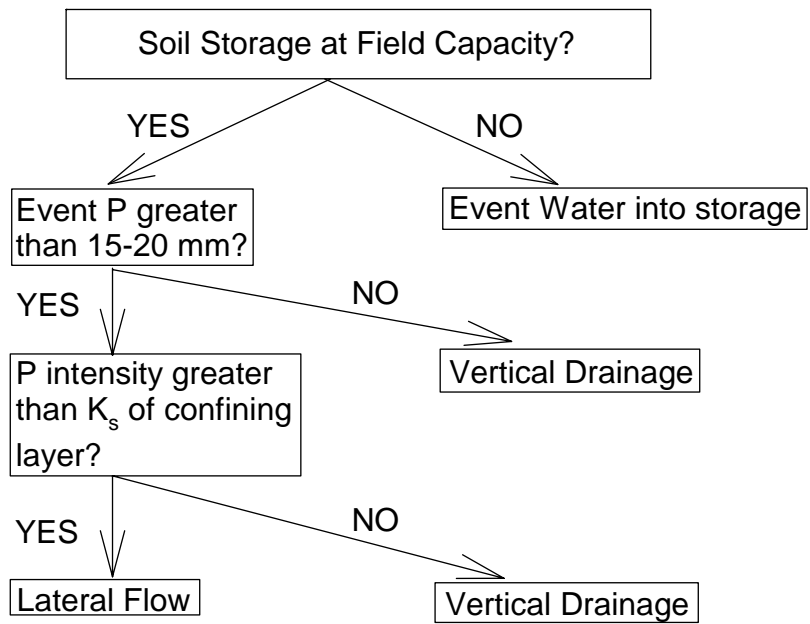 Soil Storage at Field Capacity?
YES
NO
Event P greater
than 15-20 mm?
Event Water into storage
YES
NO
P intensity greater
than Ks of confining
layer?
Vertical Drainage
YES
NO
Lateral Flow
Vertical Drainage